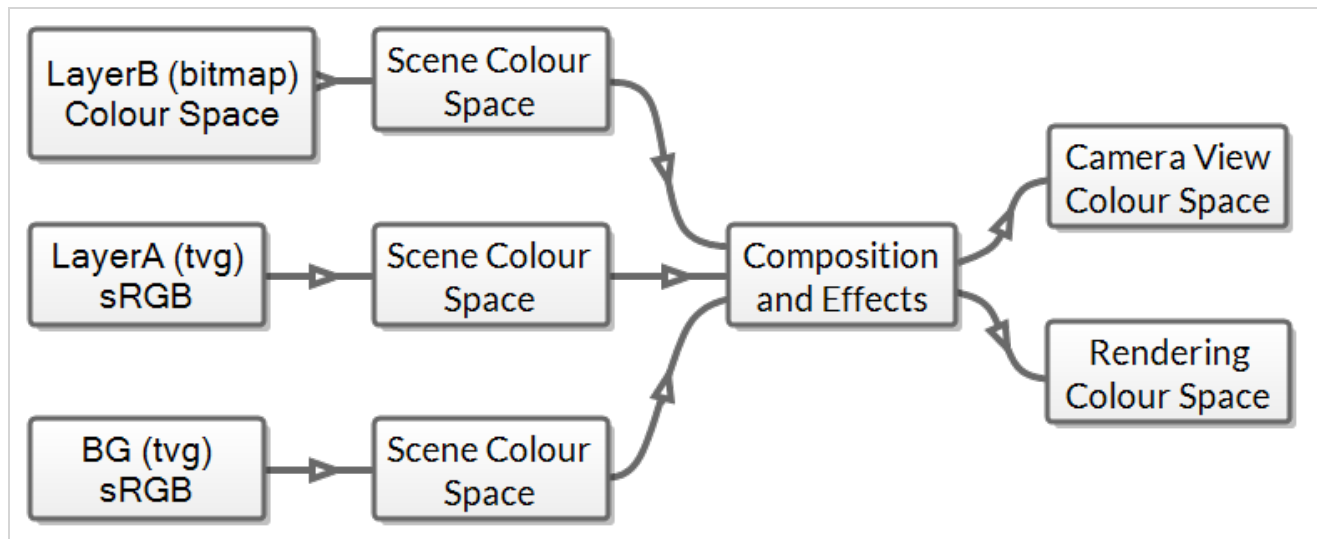 LayerB (bitmap)
Colour Space
Scene Colour
Space
LayerA (tvg)
sRGB
Scene Colour
Space
BG (tvg)
sRGB
Scene Colour
Space
Composition
and Effects
Camera View
Colour Space
Rendering
Colour Space